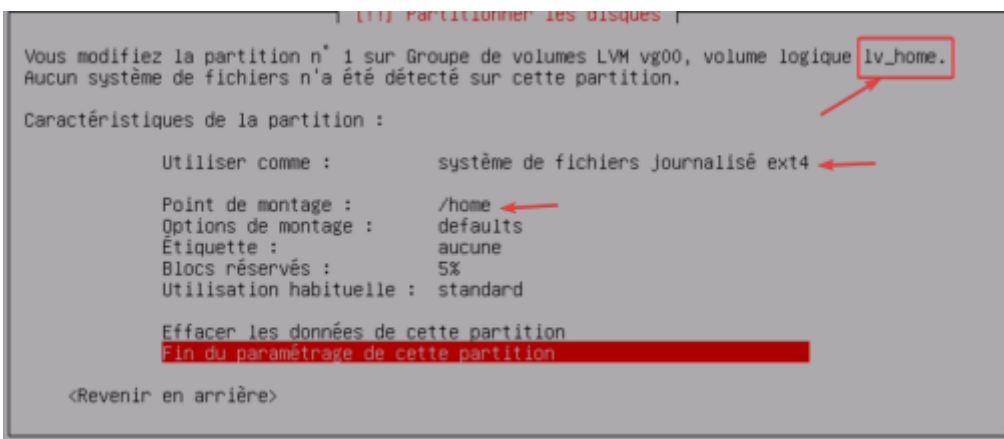 [!!] Partitionner les disques
Vous modifiez la partition n° 1 sur Groupe de volumes LVM vg00, volume logique lv_home.
Aucun système de fichiers n'a été détecté sur cette partition.
Caractéristiques de la partition :
Utiliser comme : système de fichiers journalisé ext4
Point de montage : /home
Options de montage : defaults
Étiquette : aucune
Blocs réservés : 5%
Utilisation habituelle : standard
Effacer les données de cette partition
Fin du paramétrage de cette partition
<Revenir en arrière>